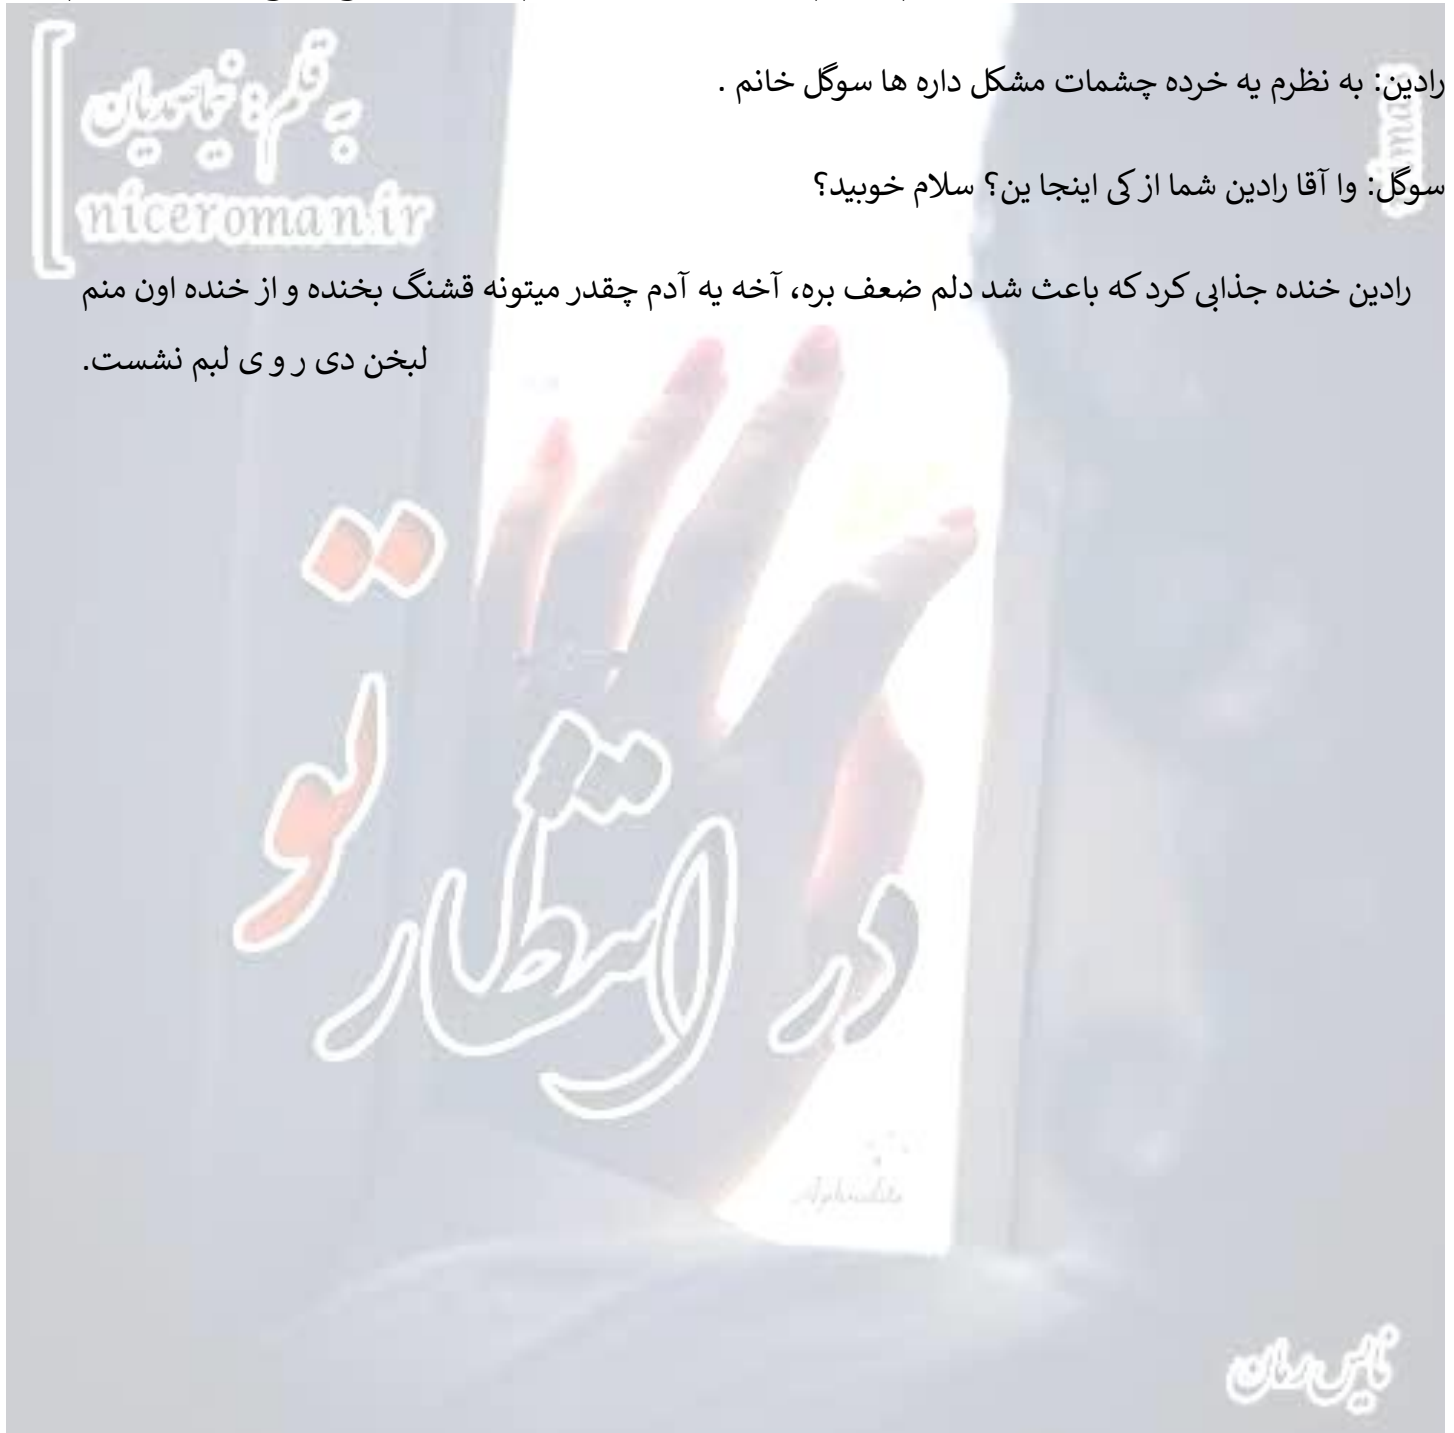 رادین: به نظرم یه خرده چشمات مشکل داره ها سوگل خانم .
سوگل: وا آقا رادین شما از کی اینجا ین؟ سلام خوبید؟
رادین خنده جذابی کرد که باعث شد دلم ضعف بره، آخه یه آدم چقدر میتونه قشنگ بخنده و از خنده اون منم
لبخن دی ر و ی لبم نشست.
به قلم:
niceroman.ir
در انتظار تو
Aphrodite
نایس رمان